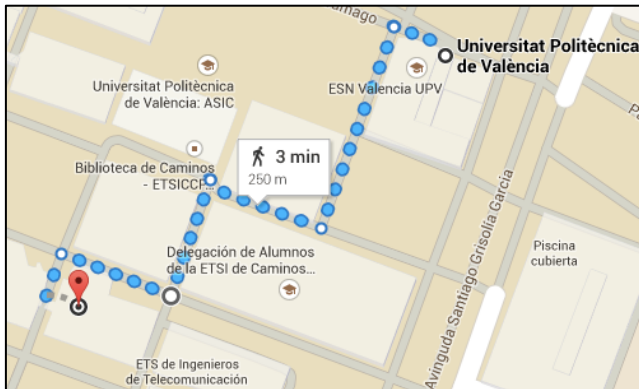 Universitat Politècnica
de València
Universitat Politècnica
de València: ASIC
ESN Valencia UPV
3 min
250 m
Biblioteca de Caminos
- ETSICCP...
Delegación de Alumnos
de la ETSI de Caminos...
Piscina
cubierta
Avinguda Santiago Grisolía Garcia
ETS de Ingenieros
de Telecomunicación